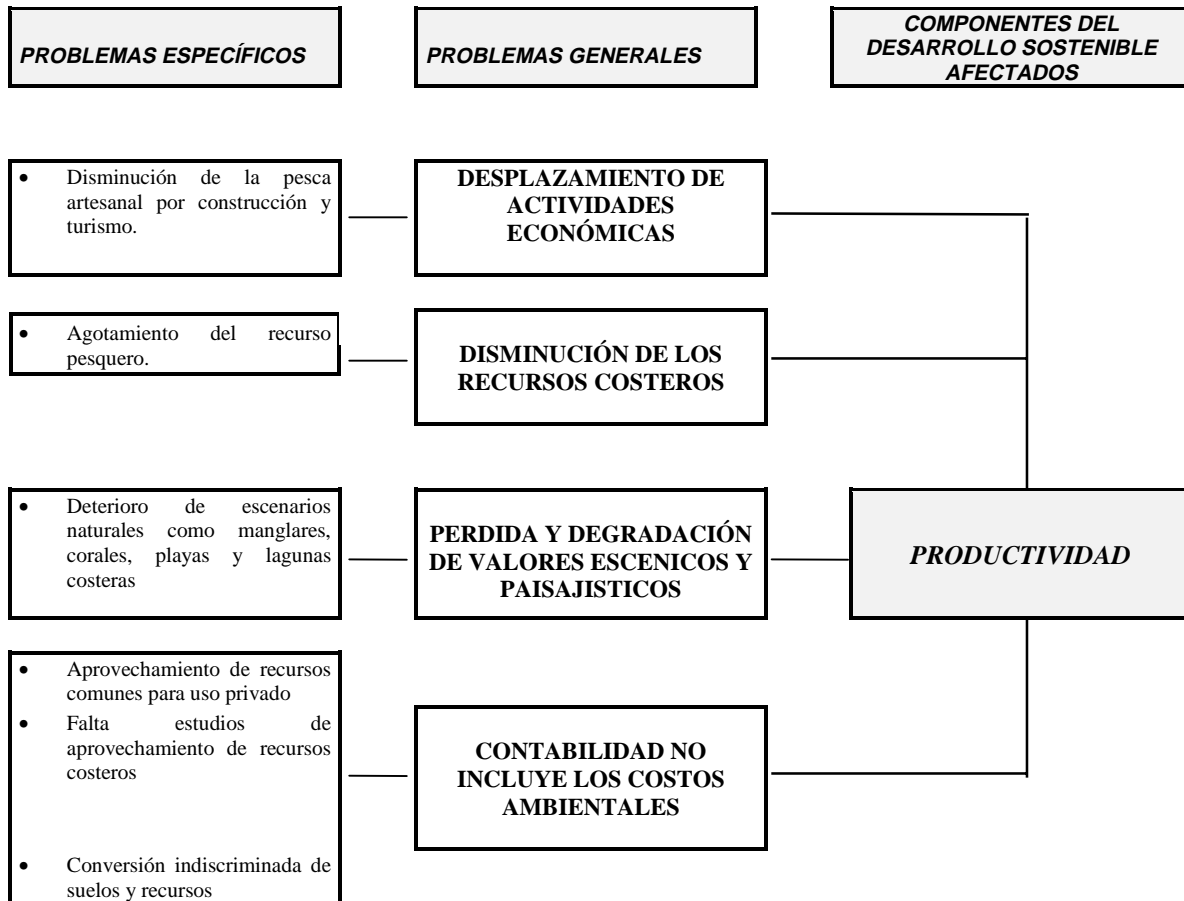 PROBLEMAS ESPECÍFICOS
PROBLEMAS GENERALES
COMPONENTES DEL
DESARROLLO SOSTENIBLE
AFECTADOS
• Disminución de la pesca
artesanal por construcción y
turismo.
DESPLAZAMIENTO DE
ACTIVIDADES
ECONÓMICAS
• Agotamiento del recurso
pesquero.
DISMINUCIÓN DE LOS
RECURSOS COSTEROS
• Deterioro de escenarios
naturales como manglares,
corales, playas y lagunas
costeras
PERDIDA Y DEGRADACIÓN
DE VALORES ESCENICOS Y
PAISAJISTICOS
PRODUCTIVIDAD
• Aprovechamiento de recursos
comunes para uso privado
• Falta estudios de
aprovechamiento de recursos
costeros
• Conversión indiscriminada de
suelos y recursos
CONTABILIDAD NO
INCLUYE LOS COSTOS
AMBIENTALES